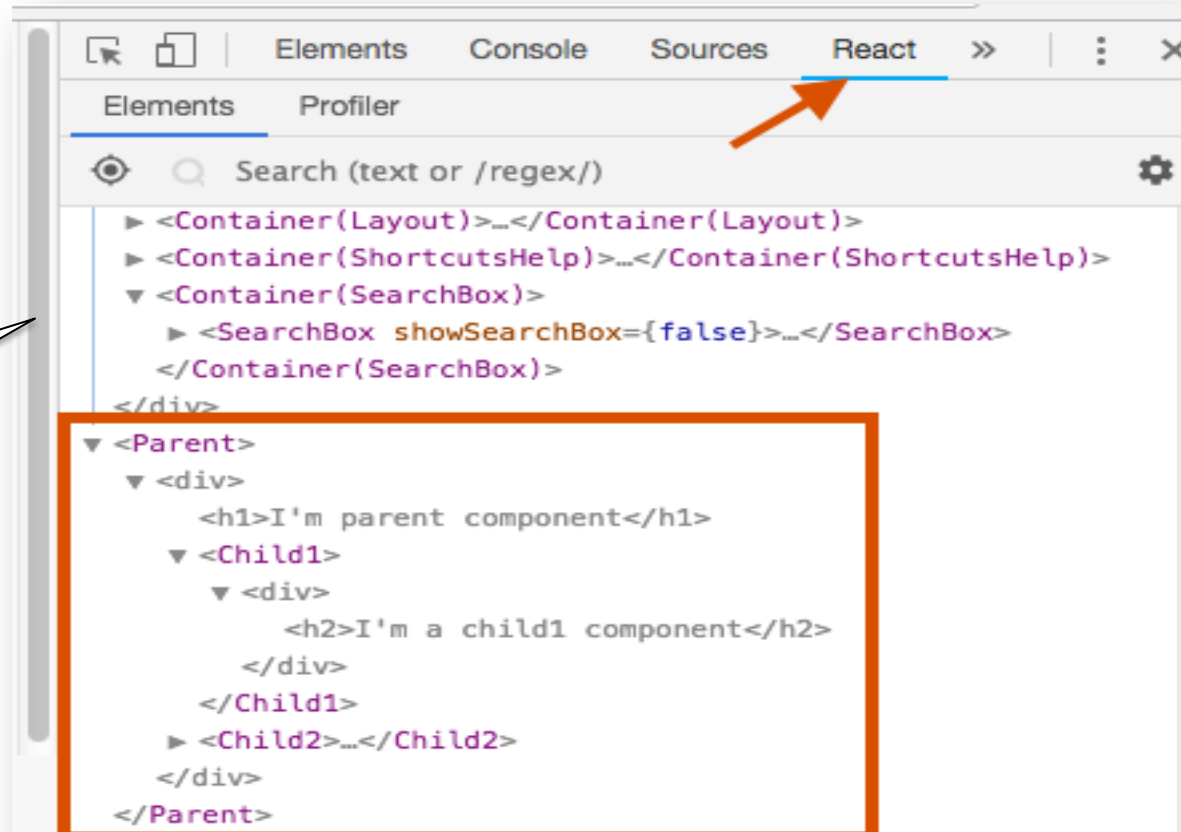 Elements Console Sources React »
Elements Profiler
Search (text or /regex/)
▶ <Container(Layout)>…</Container(Layout)>
▶ <Container(ShortcutsHelp)>…</Container(ShortcutsHelp)>
▼ <Container(SearchBox)>
▶ <SearchBox showSearchBox={false}>…</SearchBox>
</Container(SearchBox)>
</div>
▼ <Parent>
▼ <div>
<h1>I'm parent component</h1>
▼ <Child1>
▼ <div>
<h2>I'm a child1 component</h2>
</div>
</Child1>
▶ <Child2>…</Child2>
</div>
</Parent>